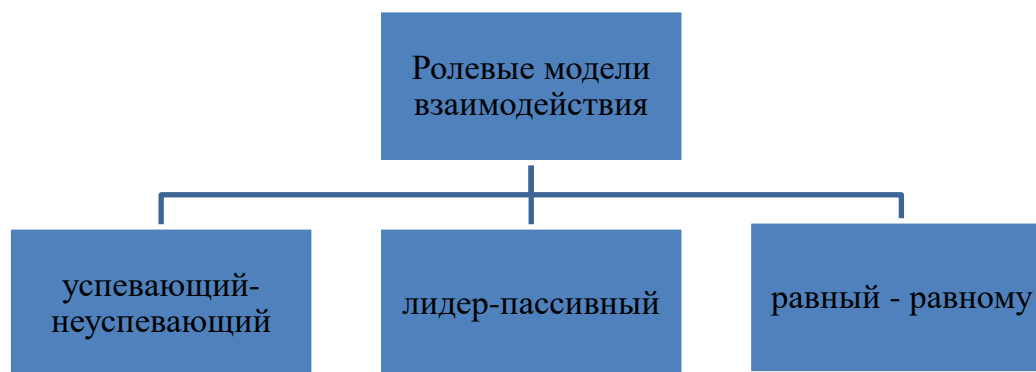 Ролевые модели
взаимодействия
успевающий-
неуспевающий
лидер-пассивный
равный - равному